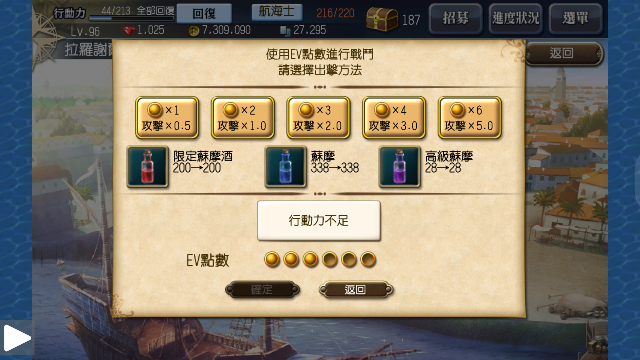 行動力 44/213 全部回復 回復 航海士 216/220 187 招募 進度狀況 選單
Lv.96 1.025 7,309.090 27.295
拉羅謝爾
返回
使用EV點數進行戰鬥
請選擇出擊方法
×1 ×2 ×3 ×4 ×6
攻擊×0.5 攻擊×1.0 攻擊×2.0 攻擊×3.0 攻擊×5.0
限定蘇摩酒 蘇摩 高級蘇摩
200→200 338→338 28→28
行動力不足
EV點數
確定 返回